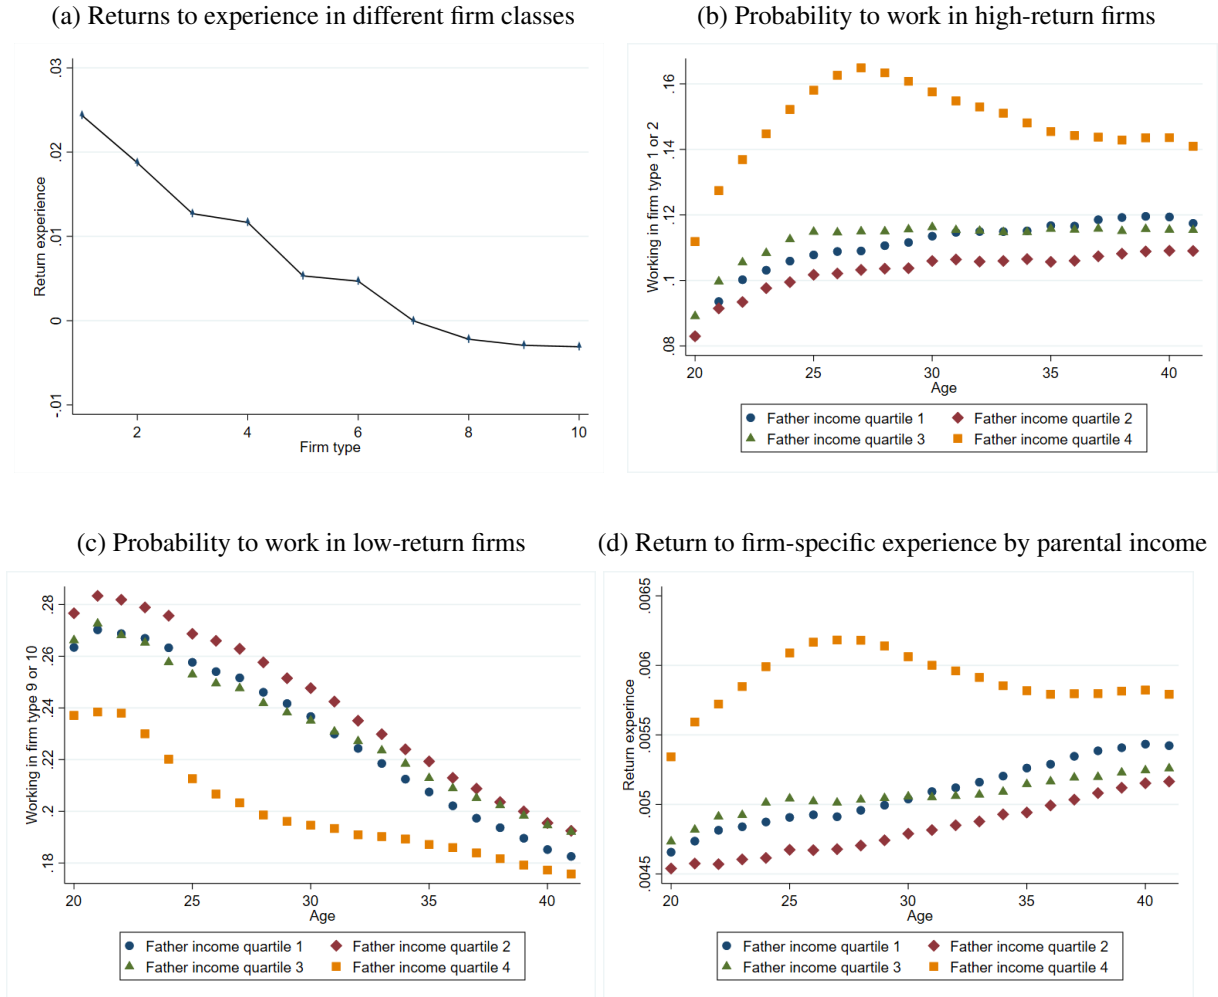 (a) Returns to experience in different firm classes
.03
.02
.01
0
-.01
Return experience
2
4
6
8
10
Firm type
(b) Probability to work in high-return firms
.16
.14
.12
.1
.08
Working in firm type 1 or 2
20
25
30
35
40
Age
Father income quartile 1
Father income quartile 2
Father income quartile 3
Father income quartile 4
(c) Probability to work in low-return firms
.28
.26
.24
.22
.2
.18
Working in firm type 9 or 10
20
25
30
35
40
Age
Father income quartile 1
Father income quartile 2
Father income quartile 3
Father income quartile 4
(d) Return to firm-specific experience by parental income
.0065
.006
.0055
.005
.0045
Return experince
20
25
30
35
40
Age
Father income quartile 1
Father income quartile 2
Father income quartile 3
Father income quartile 4